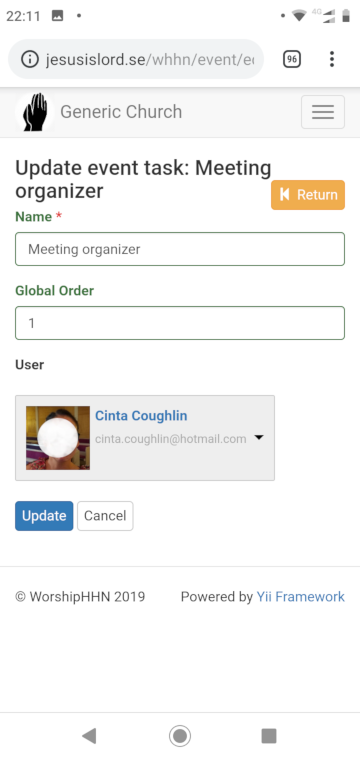 22:11
4G
jesusislord.se/whhn/event/e
96
Generic Church
Update event task: Meeting
organizer
Return
Name *
Meeting organizer
Global Order
1
User
Cinta Coughlin
cinta.coughlin@hotmail.com
Update Cancel
© WorshipHHN 2019 Powered by Yii Framework